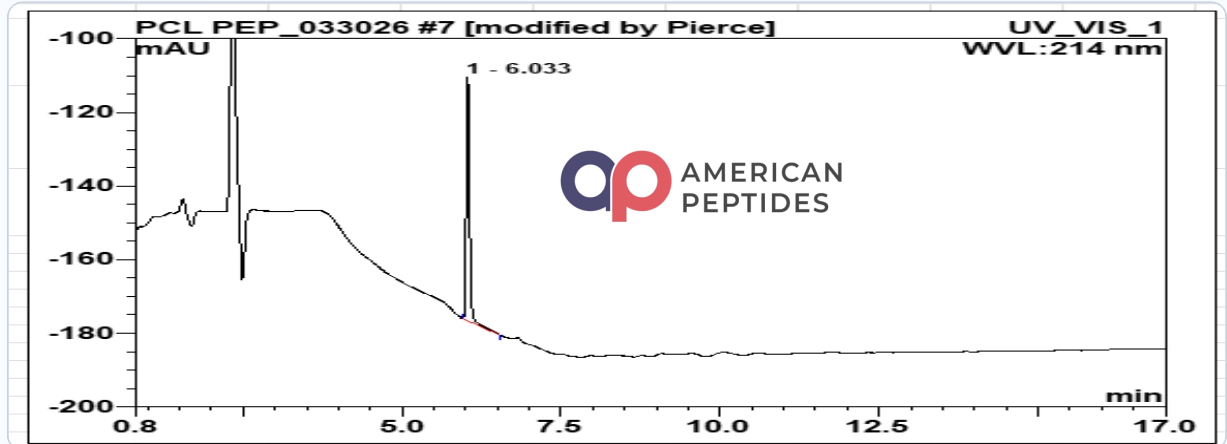 PCL PEP_033026 #7 [modified by Pierce] UV_VIS_1
mAU WVL:214 nm
1 - 6.033
AMERICAN
PEPTIDES
-100
-120
-140
-160
-180
-200
min
0.8 5.0 7.5 10.0 12.5 17.0